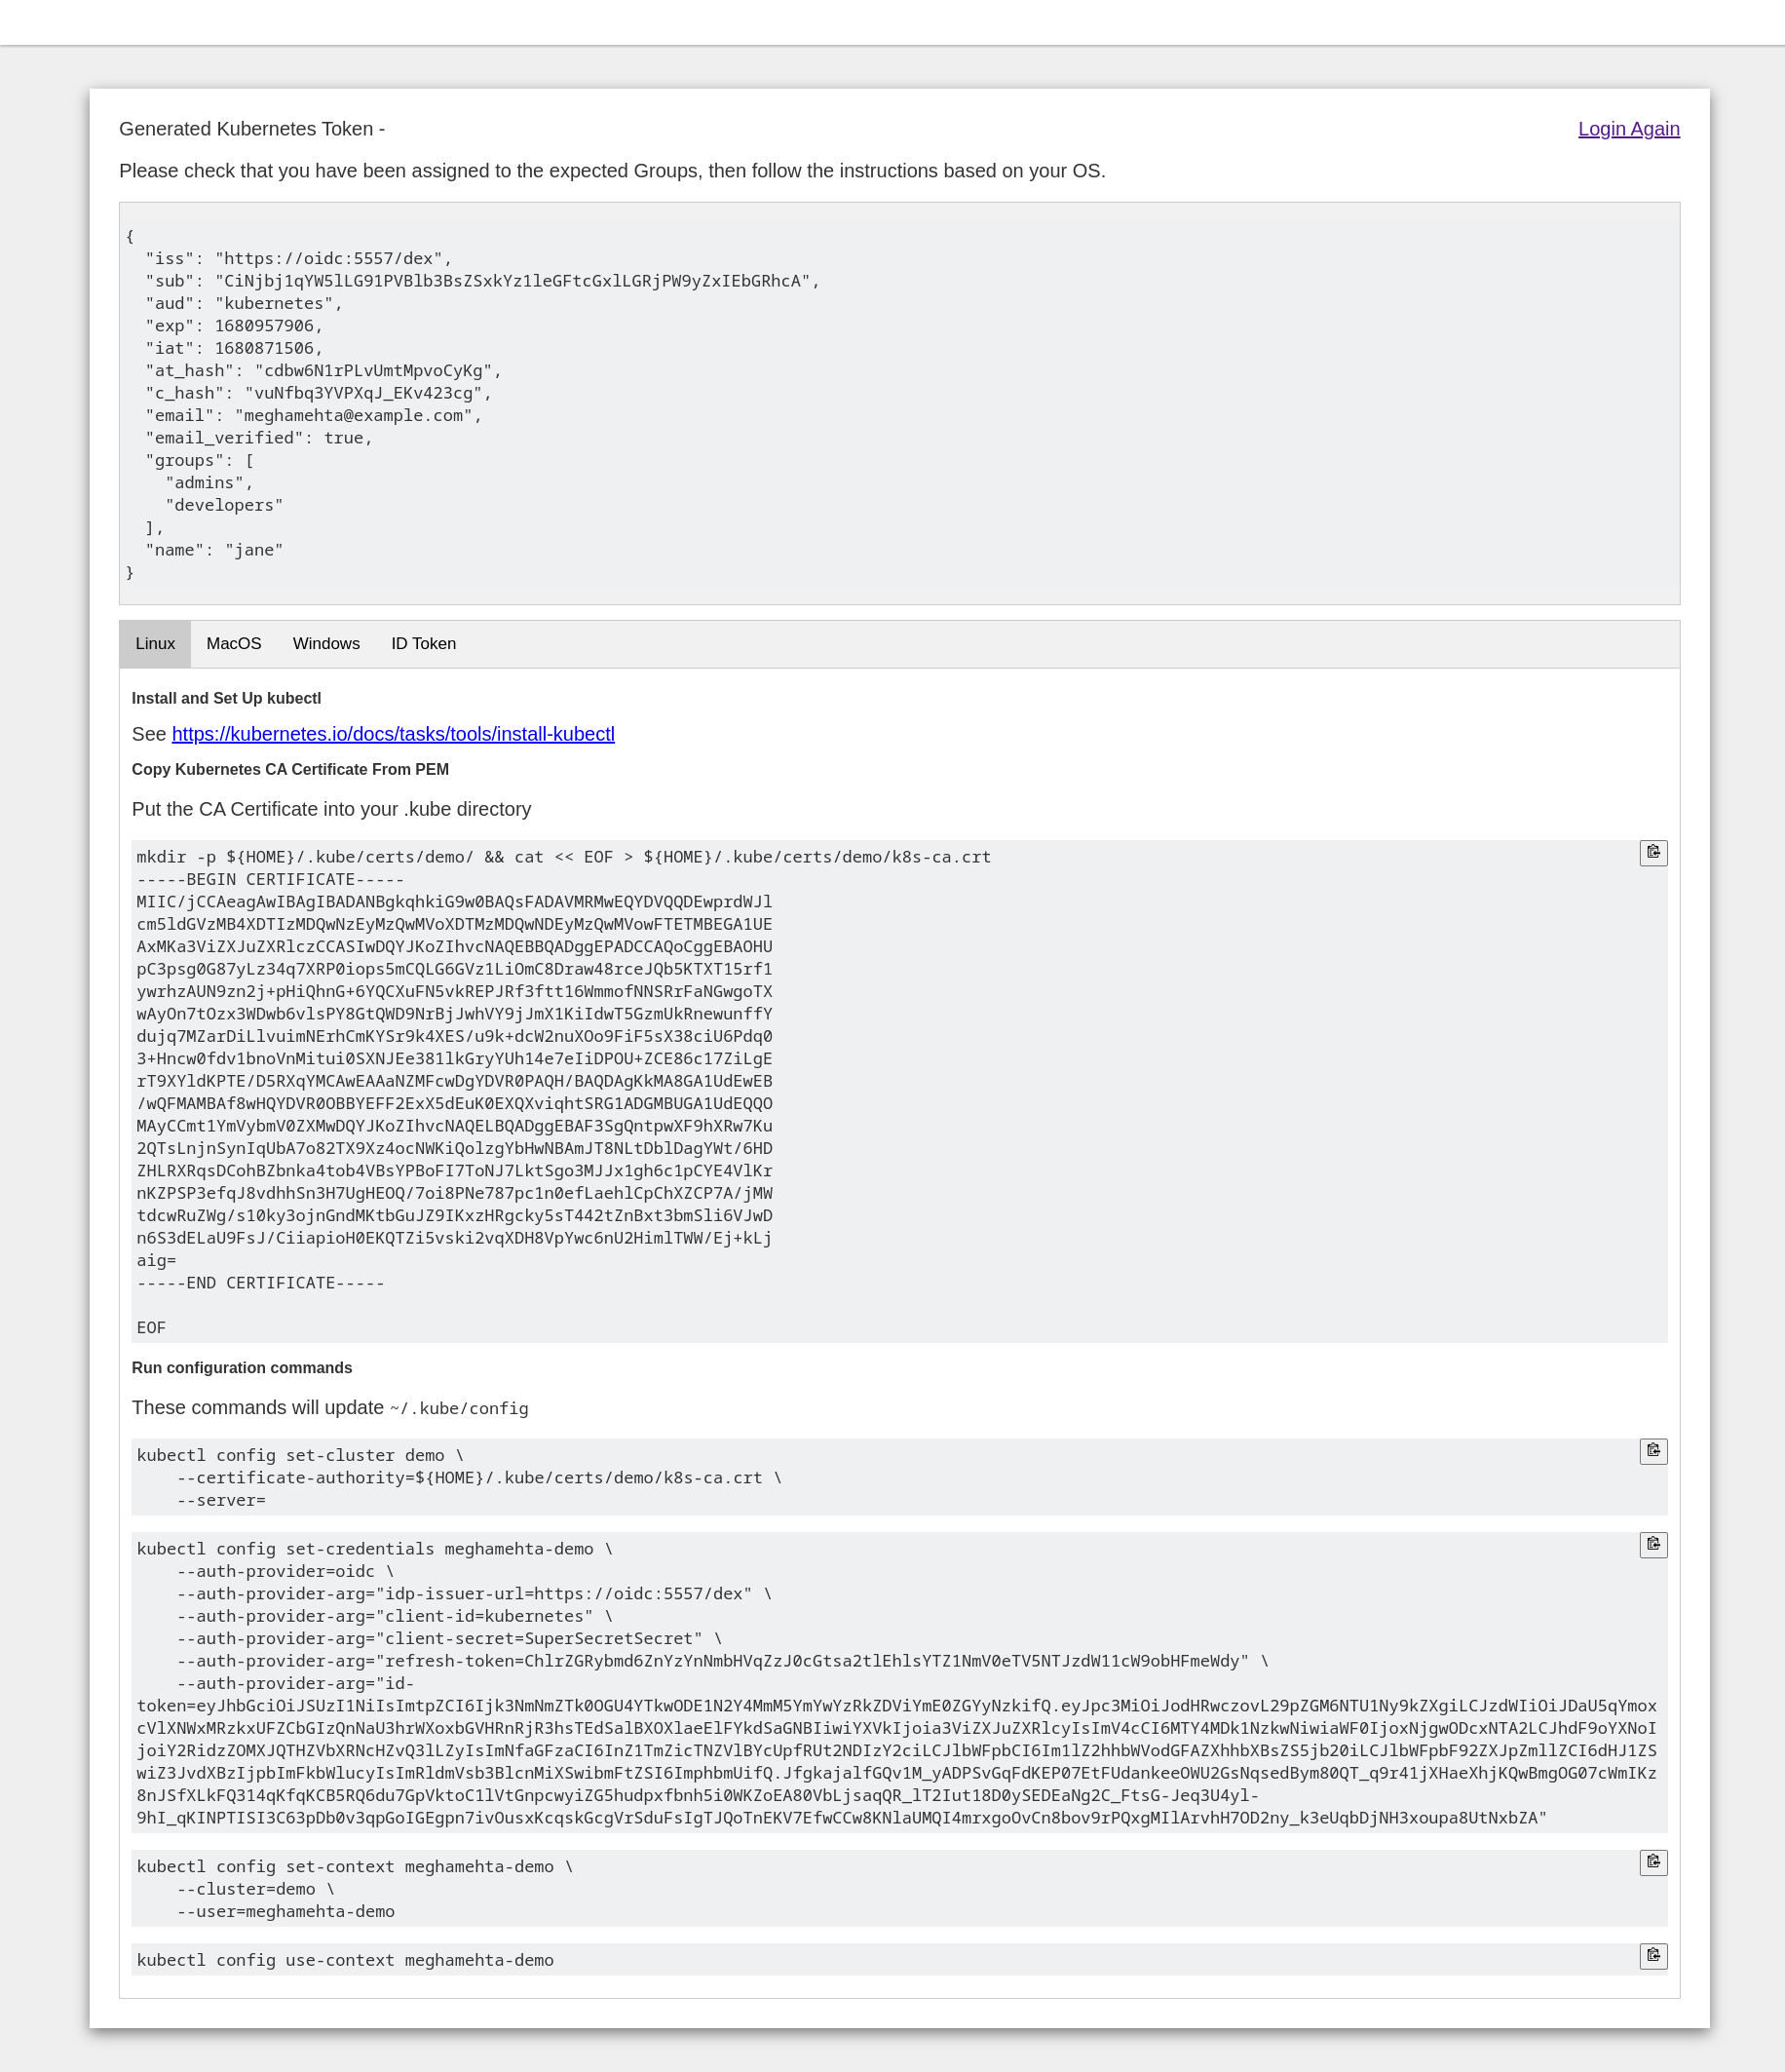 Generated Kubernetes Token -
Login Again
Please check that you have been assigned to the expected Groups, then follow the instructions based on your OS.
{
  "iss": "https://oidc:5557/dex",
  "sub": "CiNjbj1qYW5lLG91PVBlb3BsZSxkYz1leGFtcGxlLGRjPW9yZxIEbGRhcA",
  "aud": "kubernetes",
  "exp": 1680957906,
  "iat": 1680871506,
  "at_hash": "cdbw6N1rPLvUmtMpvoCyKg",
  "c_hash": "vuNfbq3YVPXqJ_EKv423cg",
  "email": "meghamehta@example.com",
  "email_verified": true,
  "groups": [
    "admins",
    "developers"
  ],
  "name": "jane"
}
Linux MacOS Windows ID Token
Install and Set Up kubectl
See https://kubernetes.io/docs/tasks/tools/install-kubectl
Copy Kubernetes CA Certificate From PEM
Put the CA Certificate into your .kube directory
mkdir -p ${HOME}/.kube/certs/demo/ && cat << EOF > ${HOME}/.kube/certs/demo/k8s-ca.crt
-----BEGIN CERTIFICATE-----
MIIC/jCCAeagAwIBAgIBADANBgkqhkiG9w0BAQsFADAVMRMwEQYDVQQDEwprdWJl
cm5ldGVzMB4XDTIzMDQwNzEyMzQwMVoXDTMzMDQwNDEyMzQwMVowFTETMBEGA1UE
AxMKa3ViZXJuZXRlczCCASIwDQYJKoZIhvcNAQEBBQADggEPADCCAQoCggEBAOHU
pC3psg0G87yLz34q7XRP0iops5mCQLG6GVz1LiOmC8Draw48rceJQb5KTXT15rf1
ywrhzAUN9zn2j+pHiQhnG+6YQCXuFN5vkREPJRf3ftt16WmmofNNSRrFaNGwgoTX
wAyOn7tOzx3WDwb6vlsPY8GtQWD9NrBjJwhVY9jJmX1KiIdwT5GzmUkRnewunffY
dujq7MZarDiLlvuimNErhCmKYSr9k4XES/u9k+dcW2nuXOo9FiF5sX38ciU6Pdq0
3+Hncw0fdv1bnoVnMitui0SXNJEe381lkGryYUh14e7eIiDPOU+ZCE86c17ZiLgE
rT9XYldKPTE/D5RXqYMCAwEAAaNZMFcwDgYDVR0PAQH/BAQDAgKkMA8GA1UdEwEB
/wQFMAMBAf8wHQYDVR0OBBYEFF2ExX5dEuK0EXQXviqhtSRG1ADGMBUGA1UdEQQO
MAyCCmt1YmVybmV0ZXMwDQYJKoZIhvcNAQELBQADggEBAF3SgQntpwXF9hXRw7Ku
2QTsLnjnSynIqUbA7o82TX9Xz4ocNWKiQolzgYbHwNBAmJT8NLtDblDagYWt/6HD
ZHLRXRqsDCohBZbnka4tob4VBsYPBoFI7ToNJ7LktSgo3MJJx1gh6c1pCYE4VlKr
nKZPSP3efqJ8vdhhSn3H7UgHEOQ/7oi8PNe787pc1n0efLaehlCpChXZCP7A/jMW
tdcwRuZWg/s10ky3ojnGndMKtbGuJZ9IKxzHRgcky5sT442tZnBxt3bmSli6VJwD
n6S3dELaU9FsJ/CiiapioH0EKQTZi5vski2vqXDH8VpYwc6nU2HimlTWW/Ej+kLj
aig=
-----END CERTIFICATE-----
EOF
Run configuration commands
These commands will update ~/.kube/config
kubectl config set-cluster demo \
    --certificate-authority=${HOME}/.kube/certs/demo/k8s-ca.crt \
    --server=
kubectl config set-credentials meghamehta-demo \
    --auth-provider=oidc \
    --auth-provider-arg="idp-issuer-url=https://oidc:5557/dex" \
    --auth-provider-arg="client-id=kubernetes" \
    --auth-provider-arg="client-secret=SuperSecretSecret" \
    --auth-provider-arg="refresh-token=ChlrZGRybmd6ZnYzYnNmbHVqZzJ0cGtsa2tlEhlsYTZ1NmV0eTV5NTJzdW11cW9obHFmeWdy" \
    --auth-provider-arg="id-
token=eyJhbGciOiJSUzI1NiIsImtpZCI6Ijk3NmNmZTk0OGU4YTkwODE1N2Y4MmM5YmYwYzRkZDViYmE0ZGYyNzkifQ.eyJpc3MiOiJodHRwczovL29pZGM6NTU1Ny9kZXgiLCJzdWIiOiJDaU5qYmox
cVlXNWxMRzkxUFZCbGIzQnNaU3hrWXoxbGVHRnRjR3hsTEdSalBXOXlaeElFYkdSaGNBIiwiYXVkIjoia3ViZXJuZXRlcyIsImV4cCI6MTY4MDk1NzkwNiwiaWF0IjoxNjgwODcxNTA2LCJhdF9oYXNoI
joiY2RidzZOMXJQTHZVbXRNcHZvQ3lLZyIsImNfaGFzaCI6InZ1TmZicTNZVlBYcUpfRUt2NDIzY2ciLCJlbWFpbCI6Im1lZ2hhbWVodGFAZXhhbXBsZS5jb20iLCJlbWFpbF92ZXJpZmllZCI6dHJ1ZS
wiZ3JvdXBzIjpbImFkbWlucyIsImRldmVsb3BlcnMiXSwibmFtZSI6ImphbmUifQ.JfgkajalfGQv1M_yADPSvGqFdKEP07EtFUdankeeOWU2GsNqsedBym80QT_q9r41jXHaeXhjKQwBmgOG07cWmIKz
8nJSfXLkFQ314qKfqKCB5RQ6du7GpVktoC1lVtGnpcwyiZG5hudpxfbnh5i0WKZoEA80VbLjsaqQR_lT2Iut18D0ySEDEaNg2C_FtsG-Jeq3U4yl-
9hI_qKINPTISI3C63pDb0v3qpGoIGEgpn7ivOusxKcqskGcgVrSduFsIgTJQoTnEKV7EfwCCw8KNlaUMQI4mrxgoOvCn8bov9rPQxgMIlArvhH7OD2ny_k3eUqbDjNH3xoupa8UtNxbZA"
kubectl config set-context meghamehta-demo \
    --cluster=demo \
    --user=meghamehta-demo
kubectl config use-context meghamehta-demo